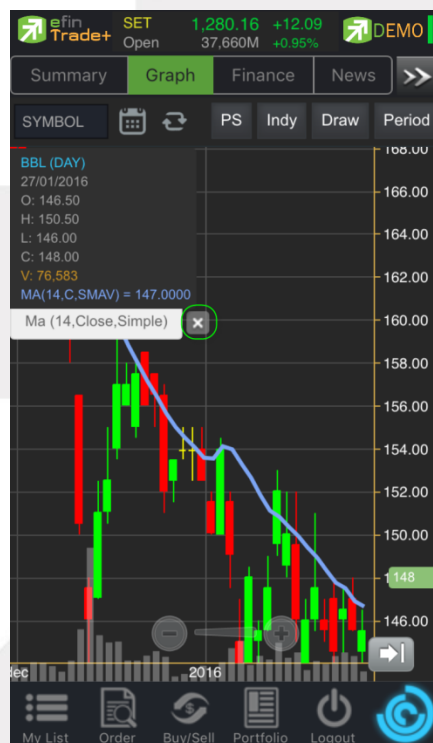 efin Trade+ SET 1,280.16 +12.09 DEMO
Open 37,660M +0.95%
Summary Graph Finance News >>
SYMBOL PS Indy Draw Period
BBL (DAY)
27/01/2016
O: 146.50
H: 150.50
L: 146.00
C: 148.00
V: 76,583
MA(14,C,SMAV) = 147.0000
Ma (14,Close,Simple)
168.00
166.00
164.00
162.00
160.00
158.00
156.00
154.00
152.00
150.00
148
146.00
dec 2016
My List Order Buy/Sell Portfolio Logout